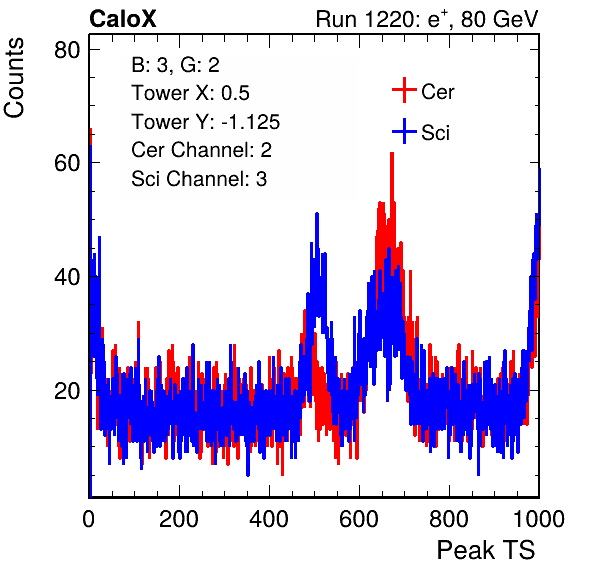 CaloX Run 1220: e⁺, 80 GeV
Counts
B: 3, G: 2
Tower X: 0.5
Tower Y: -1.125
Cer Channel: 2
Sci Channel: 3
Cer
Sci
80
60
40
20
0 200 400 600 800 1000
Peak TS